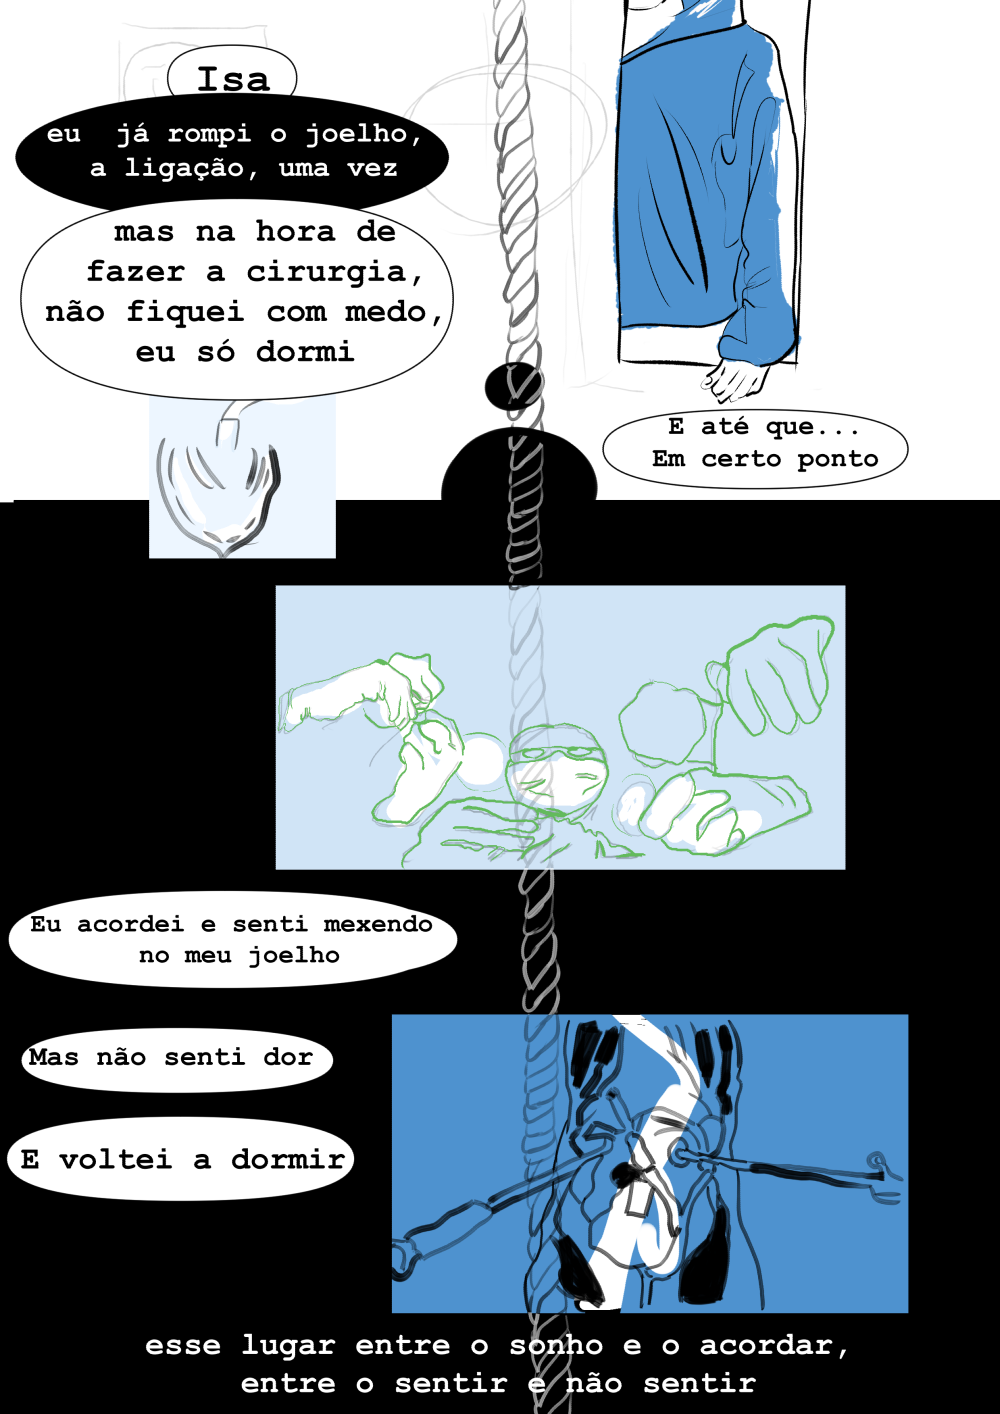 Isa
eu já rompi o joelho,
a ligação, uma vez
mas na hora de
fazer a cirurgia,
não fiquei com medo,
eu só dormi
E até que...
Em certo ponto
Eu acordei e senti mexendo
no meu joelho
Mas não senti dor
E voltei a dormir
esse lugar entre o sonho e o acordar,
entre o sentir e não sentir